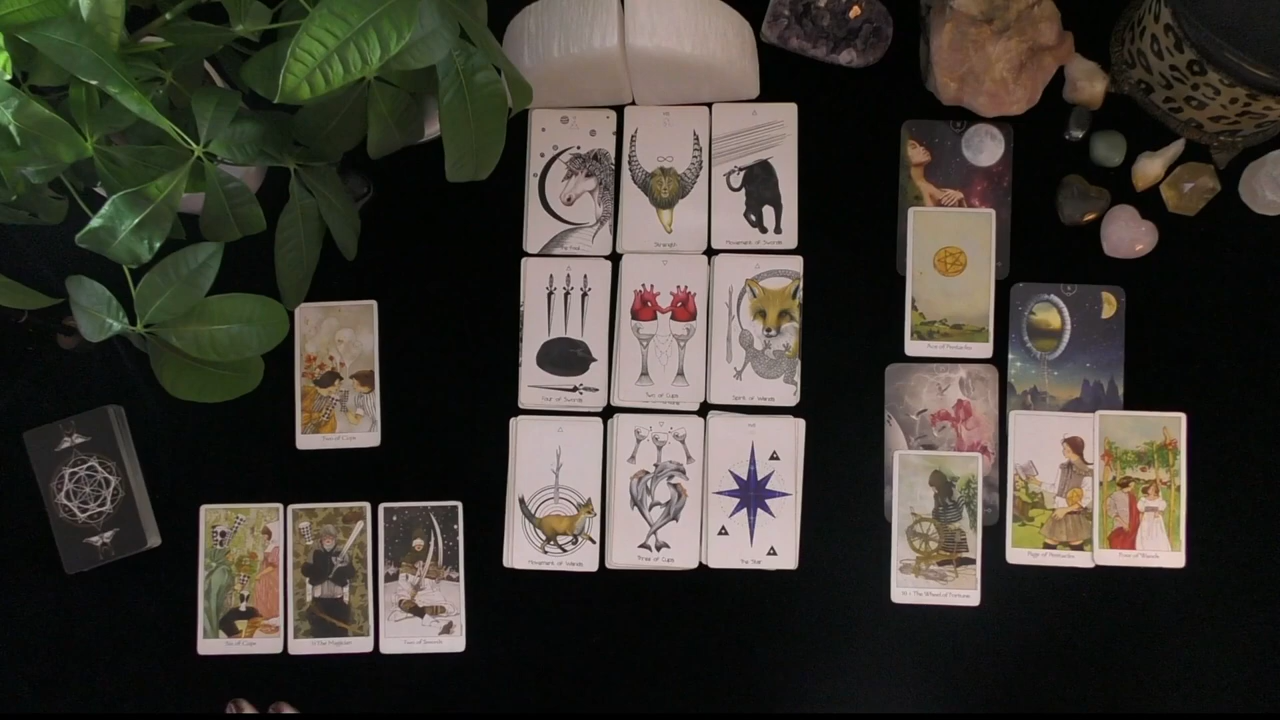 The Fool
VIII
Strength
Movement of Swords
Four of Swords
Two of Cups
Spirit of Wands
Movement of Wands
Three of Cups
XVII
The Star
Two of Cups
Six of Cups
The Magician
Two of Swords
Ace of Pentacles
The Wheel of Fortune
Page of Pentacles
Four of Wands